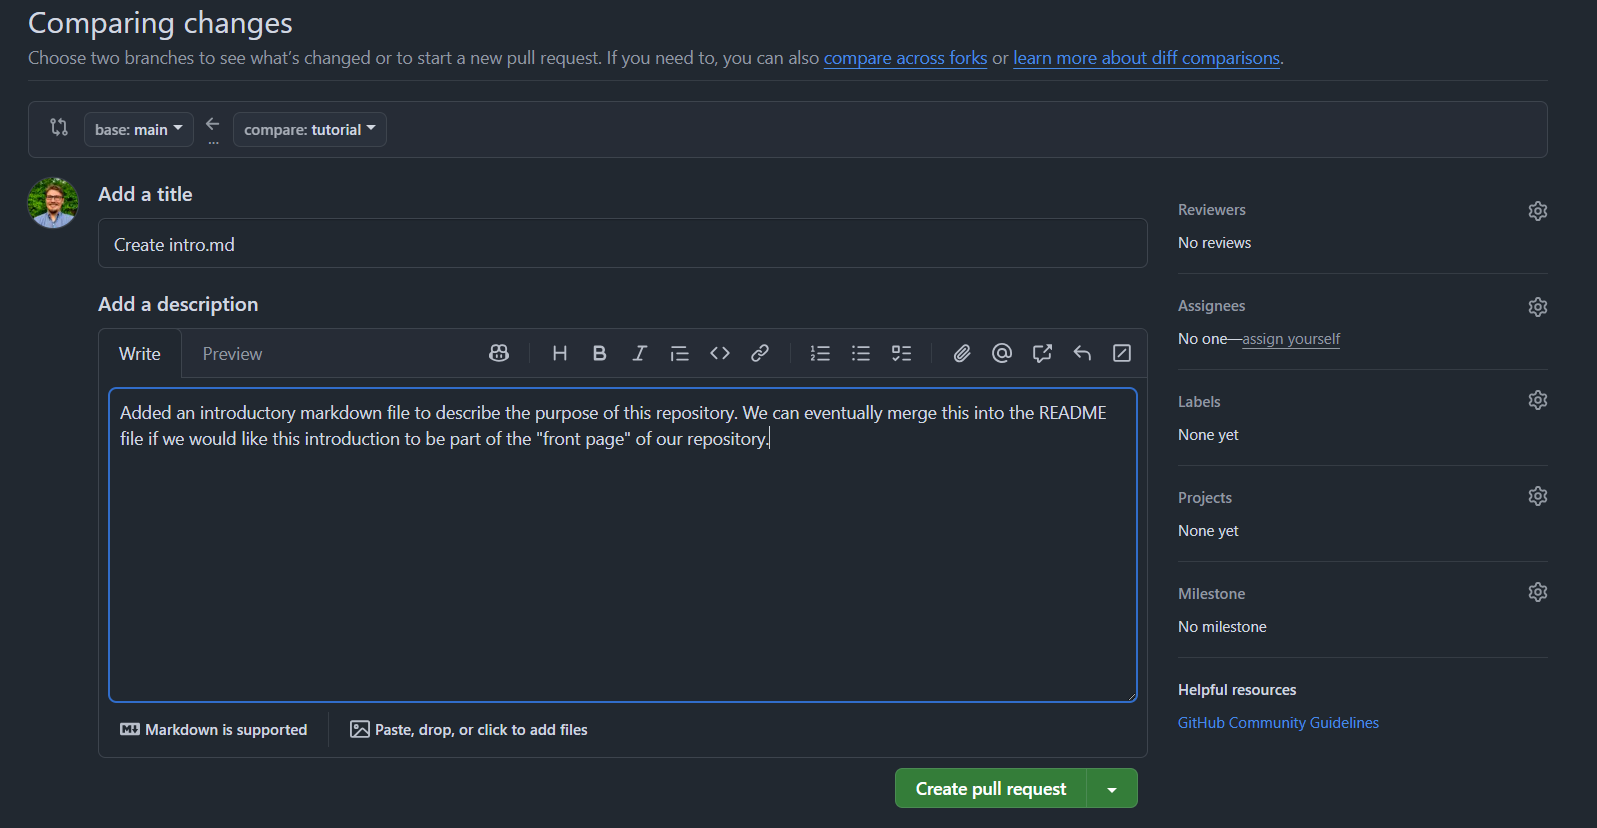 Comparing changes
Choose two branches to see what’s changed or to start a new pull request. If you need to, you can also compare across forks or learn more about diff comparisons.
base: main
...
compare: tutorial
Add a title
Create intro.md
Add a description
Write Preview
Added an introductory markdown file to describe the purpose of this repository. We can eventually merge this into the README
file if we would like this introduction to be part of the "front page" of our repository.
Markdown is supported
Paste, drop, or click to add files
Create pull request
Reviewers
No reviews
Assignees
No one—assign yourself
Labels
None yet
Projects
None yet
Milestone
No milestone
Helpful resources
GitHub Community Guidelines